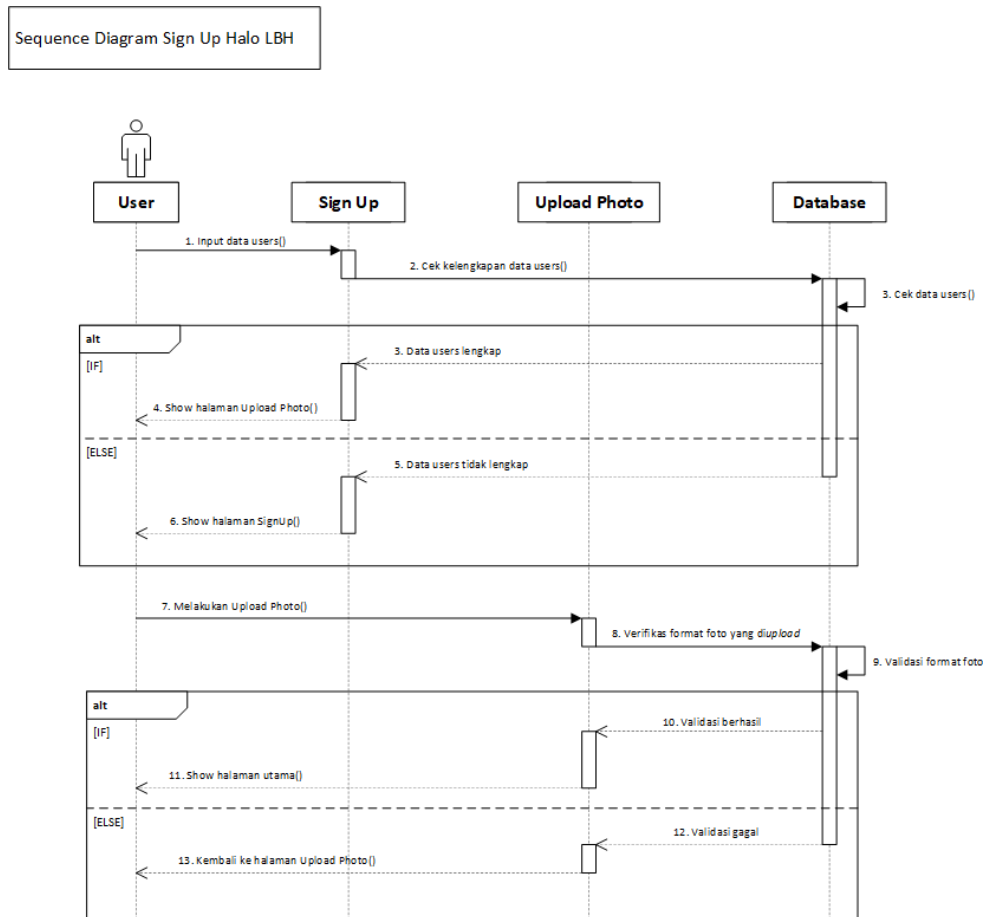 Sequence Diagram Sign Up Halo LBH
User
Sign Up
Upload Photo
Database
1. Input data users()
2. Cek kelengkapan data users()
3. Cek data users()
alt
[IF]
3. Data users lengkap
4. Show halaman Upload Photo()
[ELSE]
5. Data users tidak lengkap
6. Show halaman SignUp()
7. Melakukan Upload Photo()
8. Verifikas format foto yang diupload
9. Validasi format foto
alt
[IF]
10. Validasi berhasil
11. Show halaman utama()
[ELSE]
12. Validasi gagal
13. Kembali ke halaman Upload Photo()